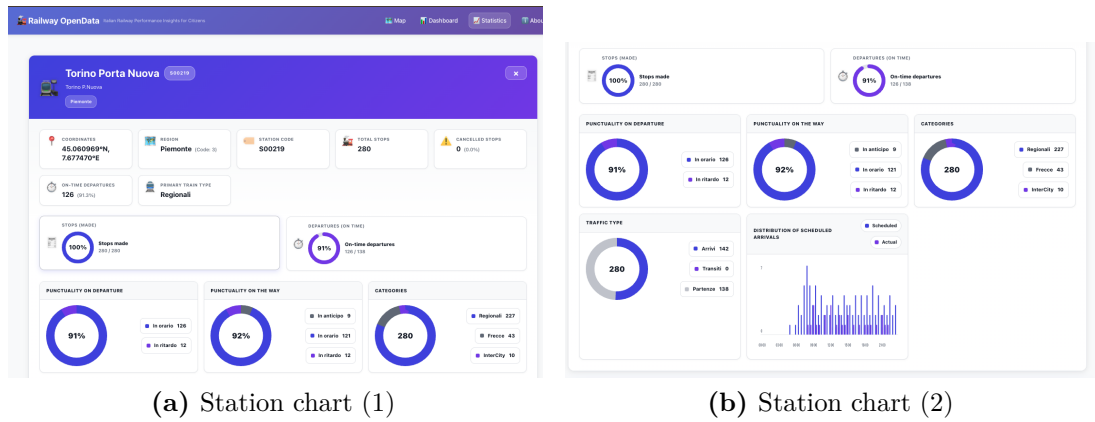 Railway OpenData Italian Railway Performance Insights for Citizens Map Dashboard Statistics Abou
Torino Porta Nuova S00219 ×
Torino P.Nuova
Piemonte
COORDINATES
45.060969°N,
7.677470°E
REGION
Piemonte
STATION CODE
S00219
TOTAL STOPS
280
CANCELLED STOPS
0 (0.0%)
ON-TIME DEPARTURES
126 (91.3%)
PRIMARY TRAIN TYPE
Regionali
STOPS (MADE)
100%
Stops made
280 / 280
DEPARTURES (ON TIME)
91%
On-time departures
126 / 138
PUNCTUALITY ON DEPARTURE
91%
In orario 126
In ritardo 12
PUNCTUALITY ON THE WAY
92%
In anticipo 9
In orario 121
In ritardo 12
CATEGORIES
280
Regionali 227
Frecce 43
InterCity 10
(a) Station chart (1)
STOPS (MADE)
100%
Stops made
280 / 280
DEPARTURES (ON TIME)
91%
On-time departures
126 / 138
PUNCTUALITY ON DEPARTURE
91%
In orario 126
In ritardo 12
PUNCTUALITY ON THE WAY
92%
In anticipo 9
In orario 121
In ritardo 12
CATEGORIES
280
Regionali 227
Frecce 43
InterCity 10
TRAFFIC TYPE
280
Arrivi 142
Transiti 0
Partenze 138
DISTRIBUTION OF SCHEDULED
ARRIVALS
Scheduled
Actual
(b) Station chart (2)